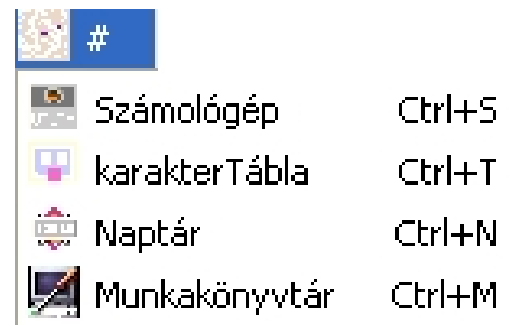 #
Számológép Ctrl+S
karakterTábla Ctrl+T
Naptár Ctrl+N
Munkakönyvtár Ctrl+M